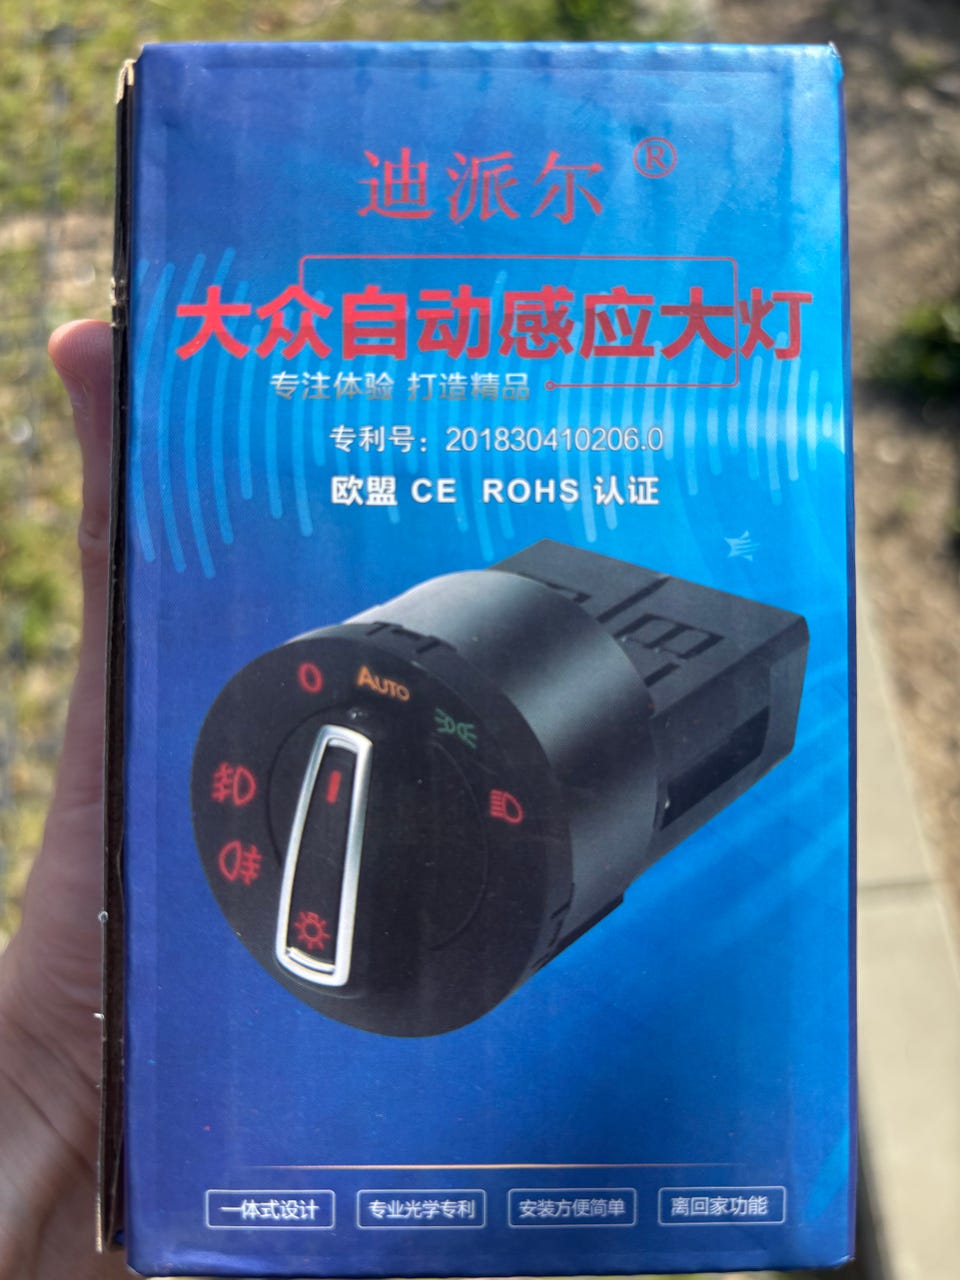 迪派尔®
大众自动感应大灯
专注体验 打造精品
专利号：201830410206.0
欧盟 CE ROHS 认证
O AUTO
一体式设计 专业光学专利 安装方便简单 离回家功能